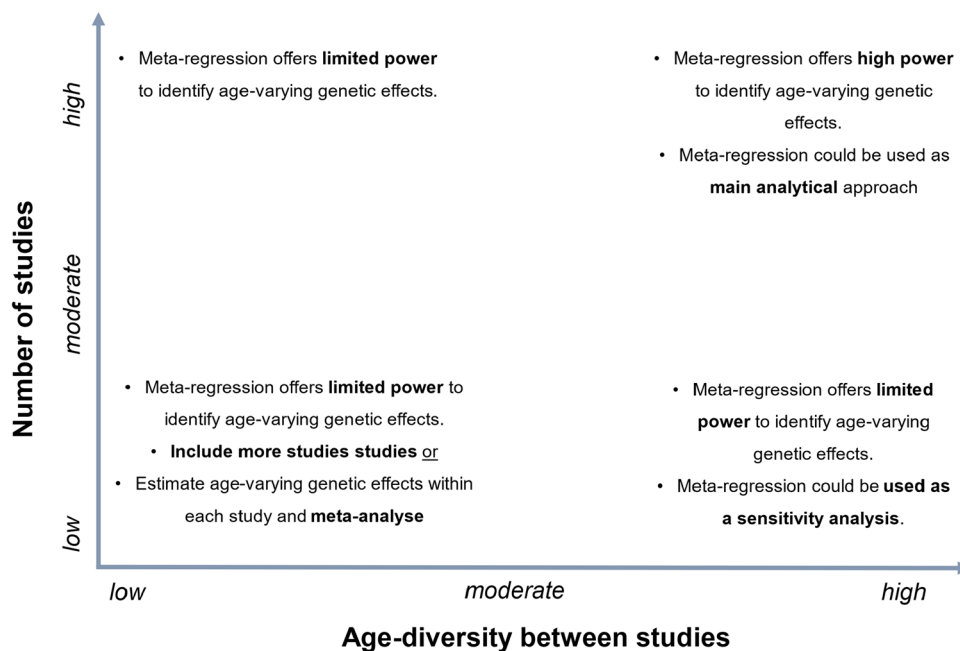 • Meta-regression offers limited power
to identify age-varying genetic effects.
• Meta-regression offers high power
to identify age-varying genetic
effects.
• Meta-regression could be used as
main analytical approach
• Meta-regression offers limited power to
identify age-varying genetic effects.
• Include more studies studies or
• Estimate age-varying genetic effects within
each study and meta-analyse
• Meta-regression offers limited
power to identify age-varying
genetic effects.
• Meta-regression could be used as
a sensitivity analysis.
Number of studies
high
moderate
low
low
moderate
high
Age-diversity between studies